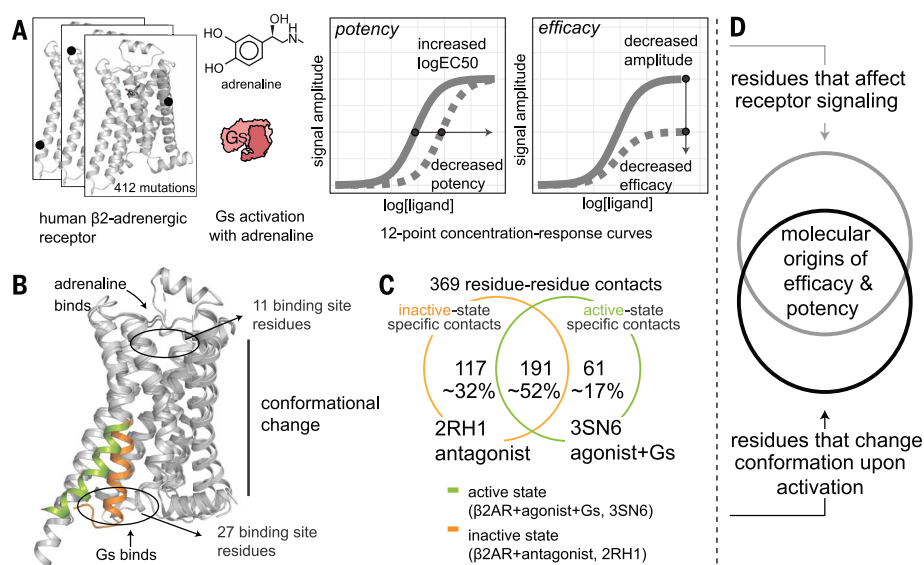 A
412 mutations
human β2-adrenergic
receptor
OH
HO
HO
H
N
adrenaline
Gs
Gs activation
with adrenaline
potency
increased
logEC50
decreased
potency
signal amplitude
log[ligand]
efficacy
decreased
amplitude
decreased
efficacy
signal amplitude
log[ligand]
12-point concentration-response curves
B
adrenaline
binds
11 binding site
residues
conformational
change
27 binding site
residues
Gs binds
C
369 residue-residue contacts
inactive-state
specific contacts
active-state
specific contacts
117
~32%
191
~52%
61
~17%
2RH1
antagonist
3SN6
agonist+Gs
active state
(β2AR+agonist+Gs, 3SN6)
inactive state
(β2AR+antagonist, 2RH1)
D
residues that affect
receptor signaling
molecular
origins of
efficacy &
potency
residues that change
conformation upon
activation